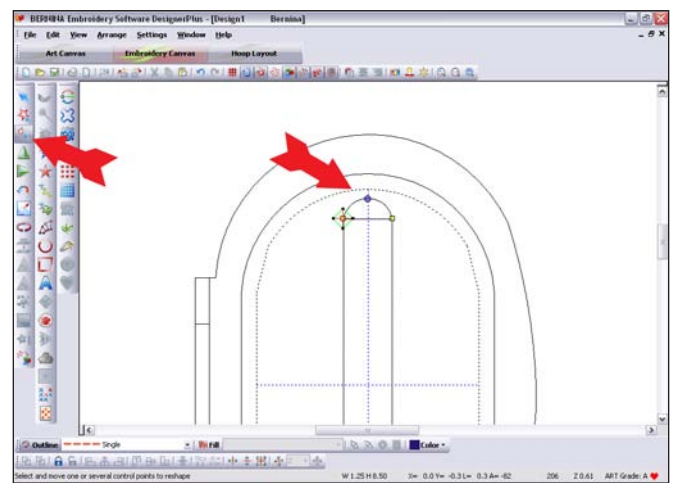 BERNINA Embroidery Software DesignerPlus - [Design1 Bernina]
File Edit View Arrange Settings Window Help
Art Canvas Embroidery Canvas Hoop Layout
Outline Single Fill Color
Select and move one or several control points to reshape W 1.25 H 8.50 X= 0.0 Y= -0.3 L= 0.3 A= -82 206 Z 0.61 ART Grade: A